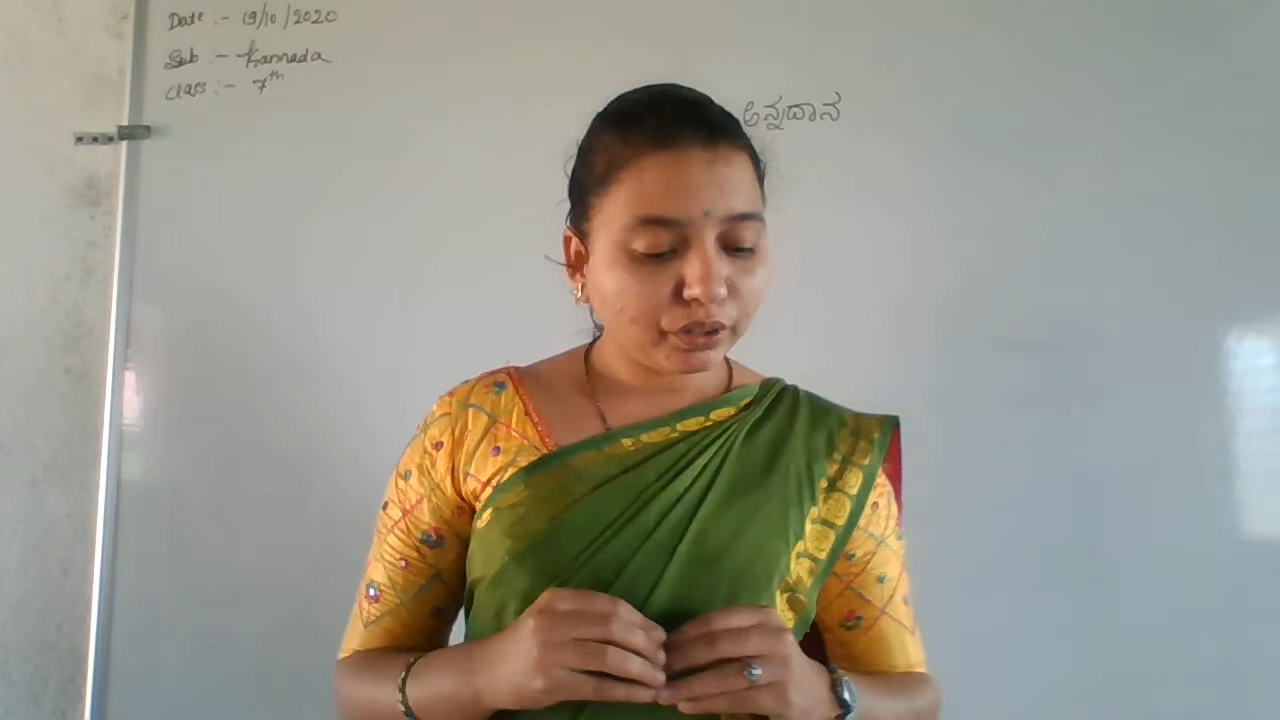 Date :- 19/10/2020
Sub :- Kannada
Class :- 7th
ಅನ್ನದಾನ